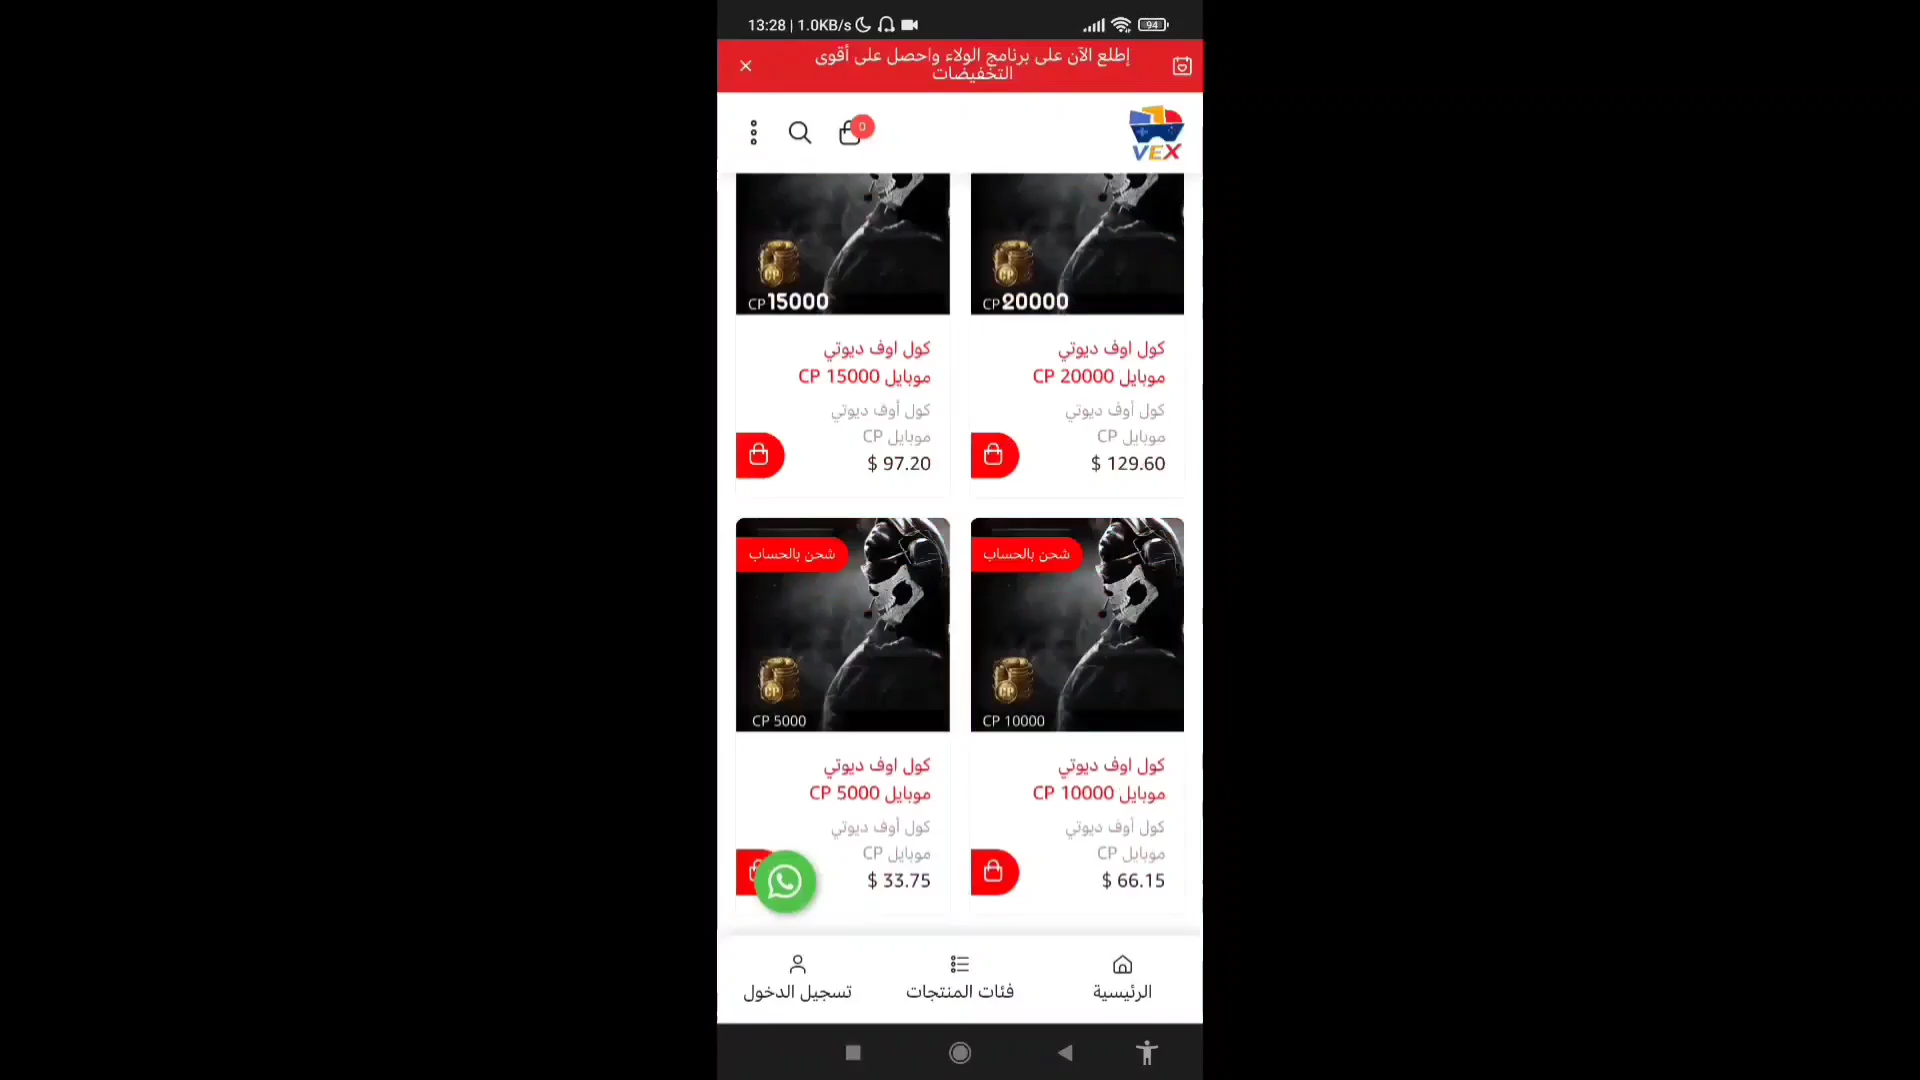 13:28 | 1.0KB/s
94
إطلع الآن على برنامج الولاء واحصل على أقوى
التخفيضات
0
VEX
CP 20000
CP 15000
كول اوف ديوتي
موبايل 20000 CP
كول أوف ديوتي
موبايل CP
$ 129.60
كول اوف ديوتي
موبايل 15000 CP
كول أوف ديوتي
موبايل CP
$ 97.20
شحن بالحساب
CP 10000
كول اوف ديوتي
موبايل 10000 CP
كول أوف ديوتي
موبايل CP
$ 66.15
شحن بالحساب
CP 5000
كول اوف ديوتي
موبايل 5000 CP
كول أوف ديوتي
موبايل CP
$ 33.75
الرئيسية
فئات المنتجات
تسجيل الدخول